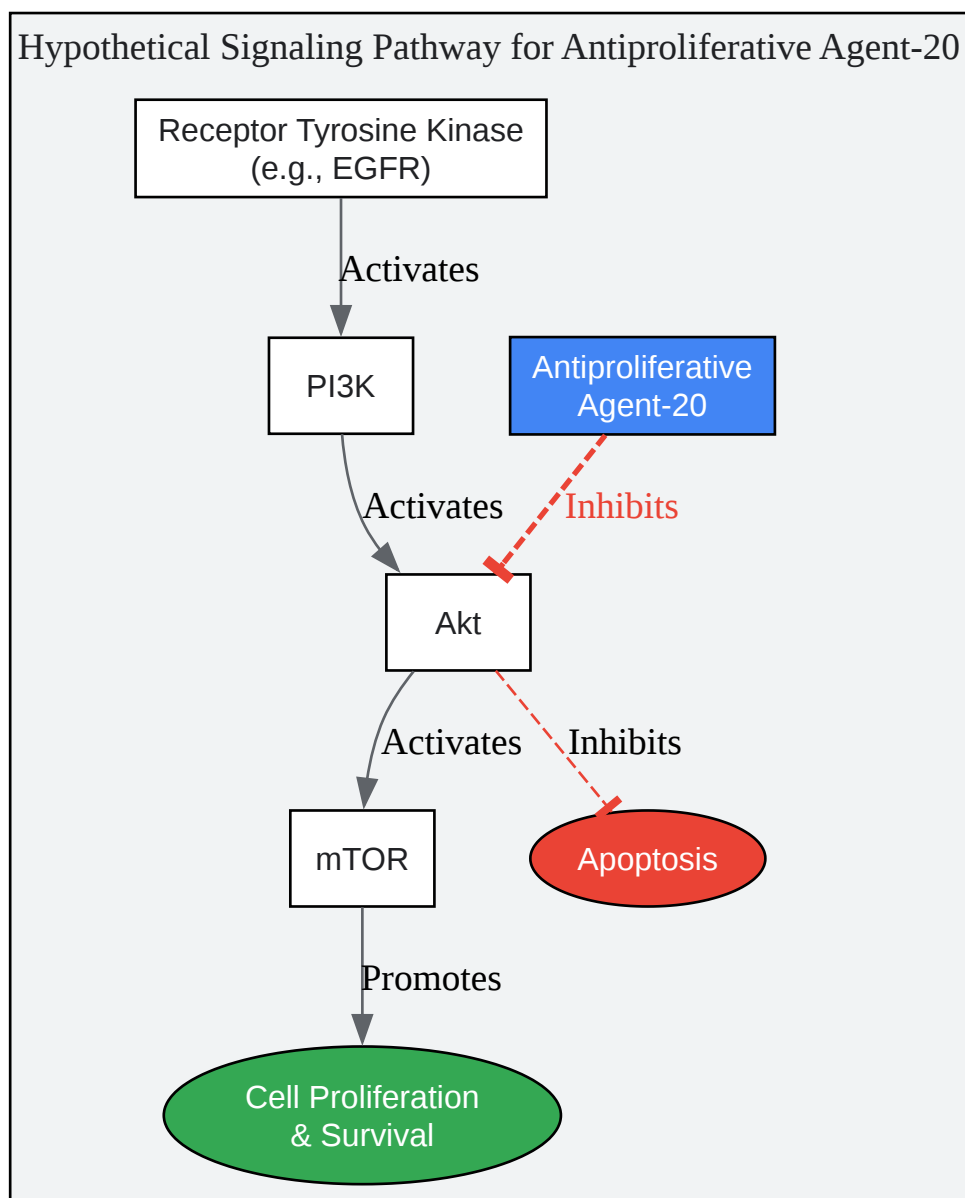 Hypothetical Signaling Pathway for Antiproliferative Agent-20
Receptor Tyrosine Kinase
(e.g., EGFR)
Activates
PI3K
Antiproliferative
Agent-20
Activates
Inhibits
Akt
Activates
Inhibits
mTOR
Apoptosis
Promotes
Cell Proliferation
& Survival